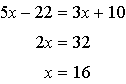 5x − 22 = 3x + 10
2x = 32
x = 16